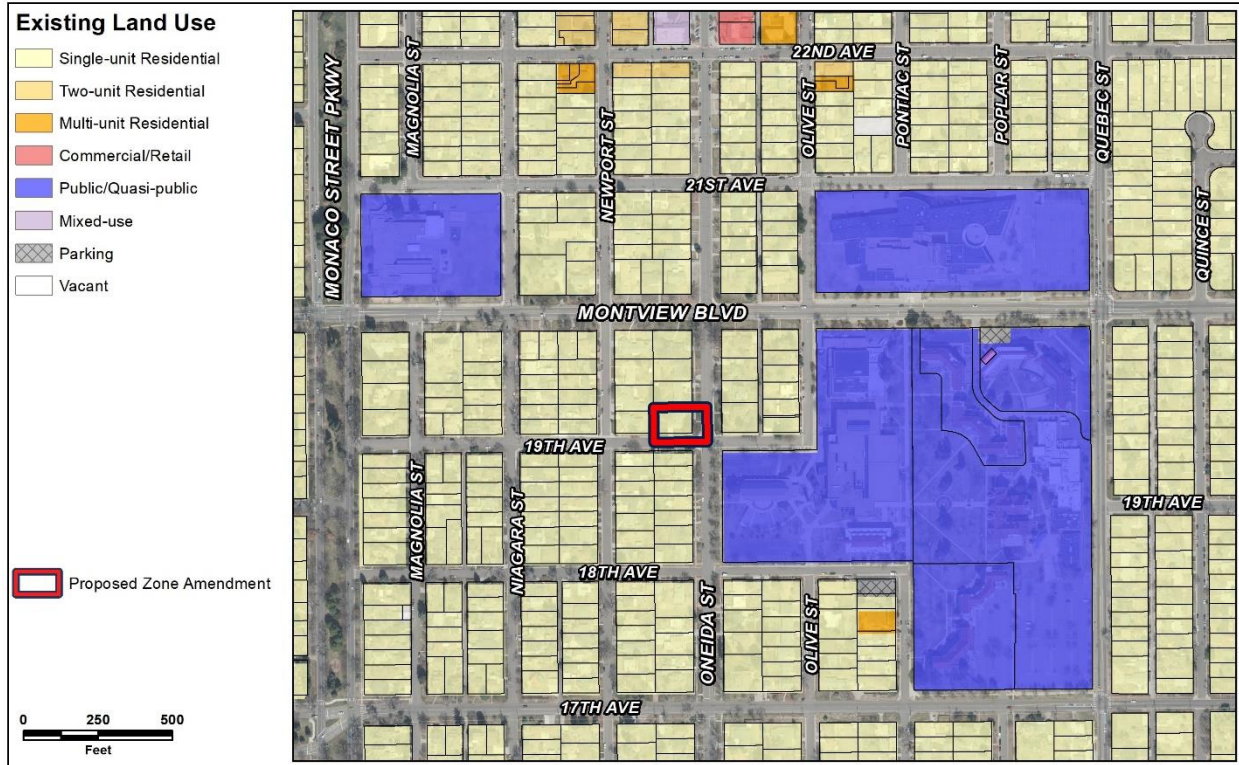 Existing Land Use
Single-unit Residential
Two-unit Residential
Multi-unit Residential
Commercial/Retail
Public/Quasi-public
Mixed-use
Parking
Vacant
Proposed Zone Amendment
0 250 500
Feet
22ND AVE
MONACO STREET PKWY
MAGNOLIA ST
NEWPORT ST
OLIVE ST
PONTIAC ST
POPLAR ST
QUEBEC ST
QUINCE ST
21ST AVE
MONTVIEW BLVD
19TH AVE
19TH AVE
MAGNOLIA ST
NIAGARA ST
18TH AVE
ONEIDA ST
OLIVE ST
17TH AVE